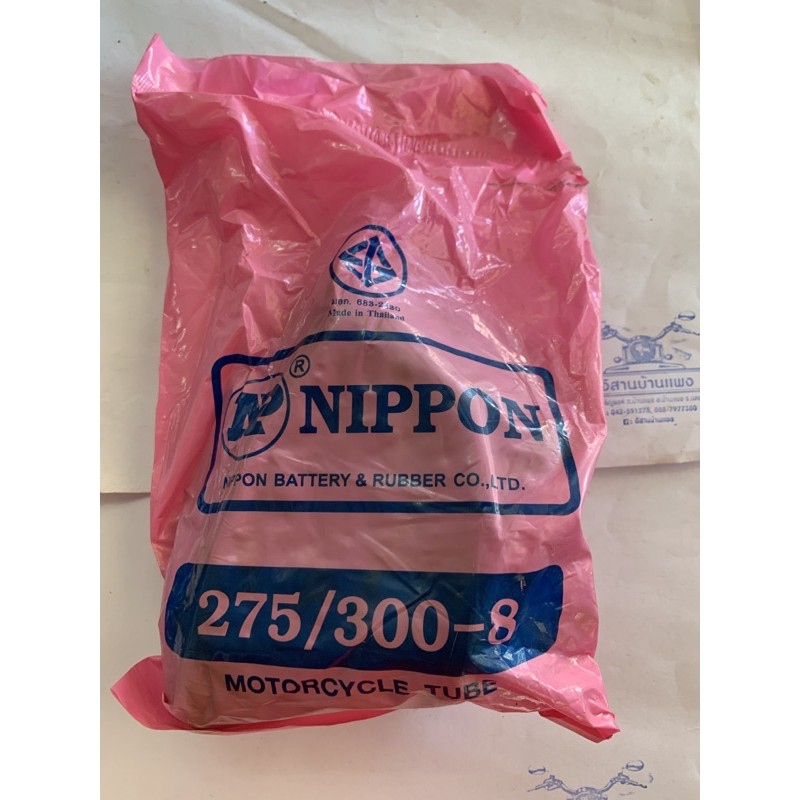 มอก. 683-2530
Made in Thailand
NP ® NIPPON
NIPPON BATTERY & RUBBER CO.,LTD.
275/300-8
MOTORCYCLE TUBE
อีสานบ้านแพง